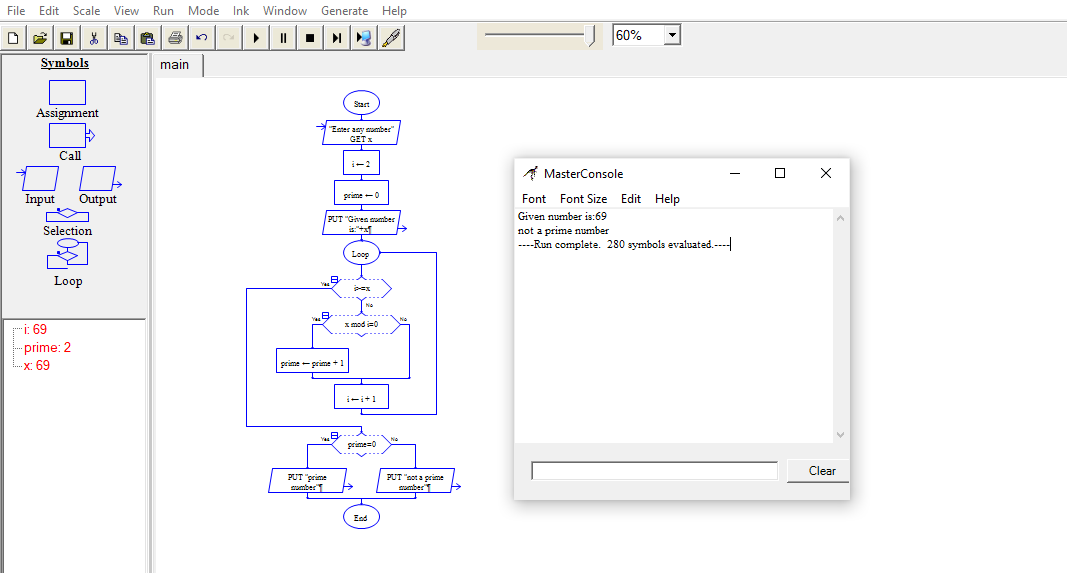 File Edit Scale View Run Mode Ink Window Generate Help
60%
Symbols
Assignment
Call
Input Output
Selection
Loop
i: 69
prime: 2
x: 69
main
Start
"Enter any number"
GET x
i ← 2
prime ← 0
PUT "Given number
is:"+x¶
Loop
i>=x
Yes
No
x mod i=0
Yes
No
prime ← prime + 1
i ← i + 1
prime=0
Yes
No
PUT "prime
number"¶
PUT "not a prime
number"¶
End
MasterConsole
Font Font Size Edit Help
Given number is:69
not a prime number
----Run complete. 280 symbols evaluated.----
Clear